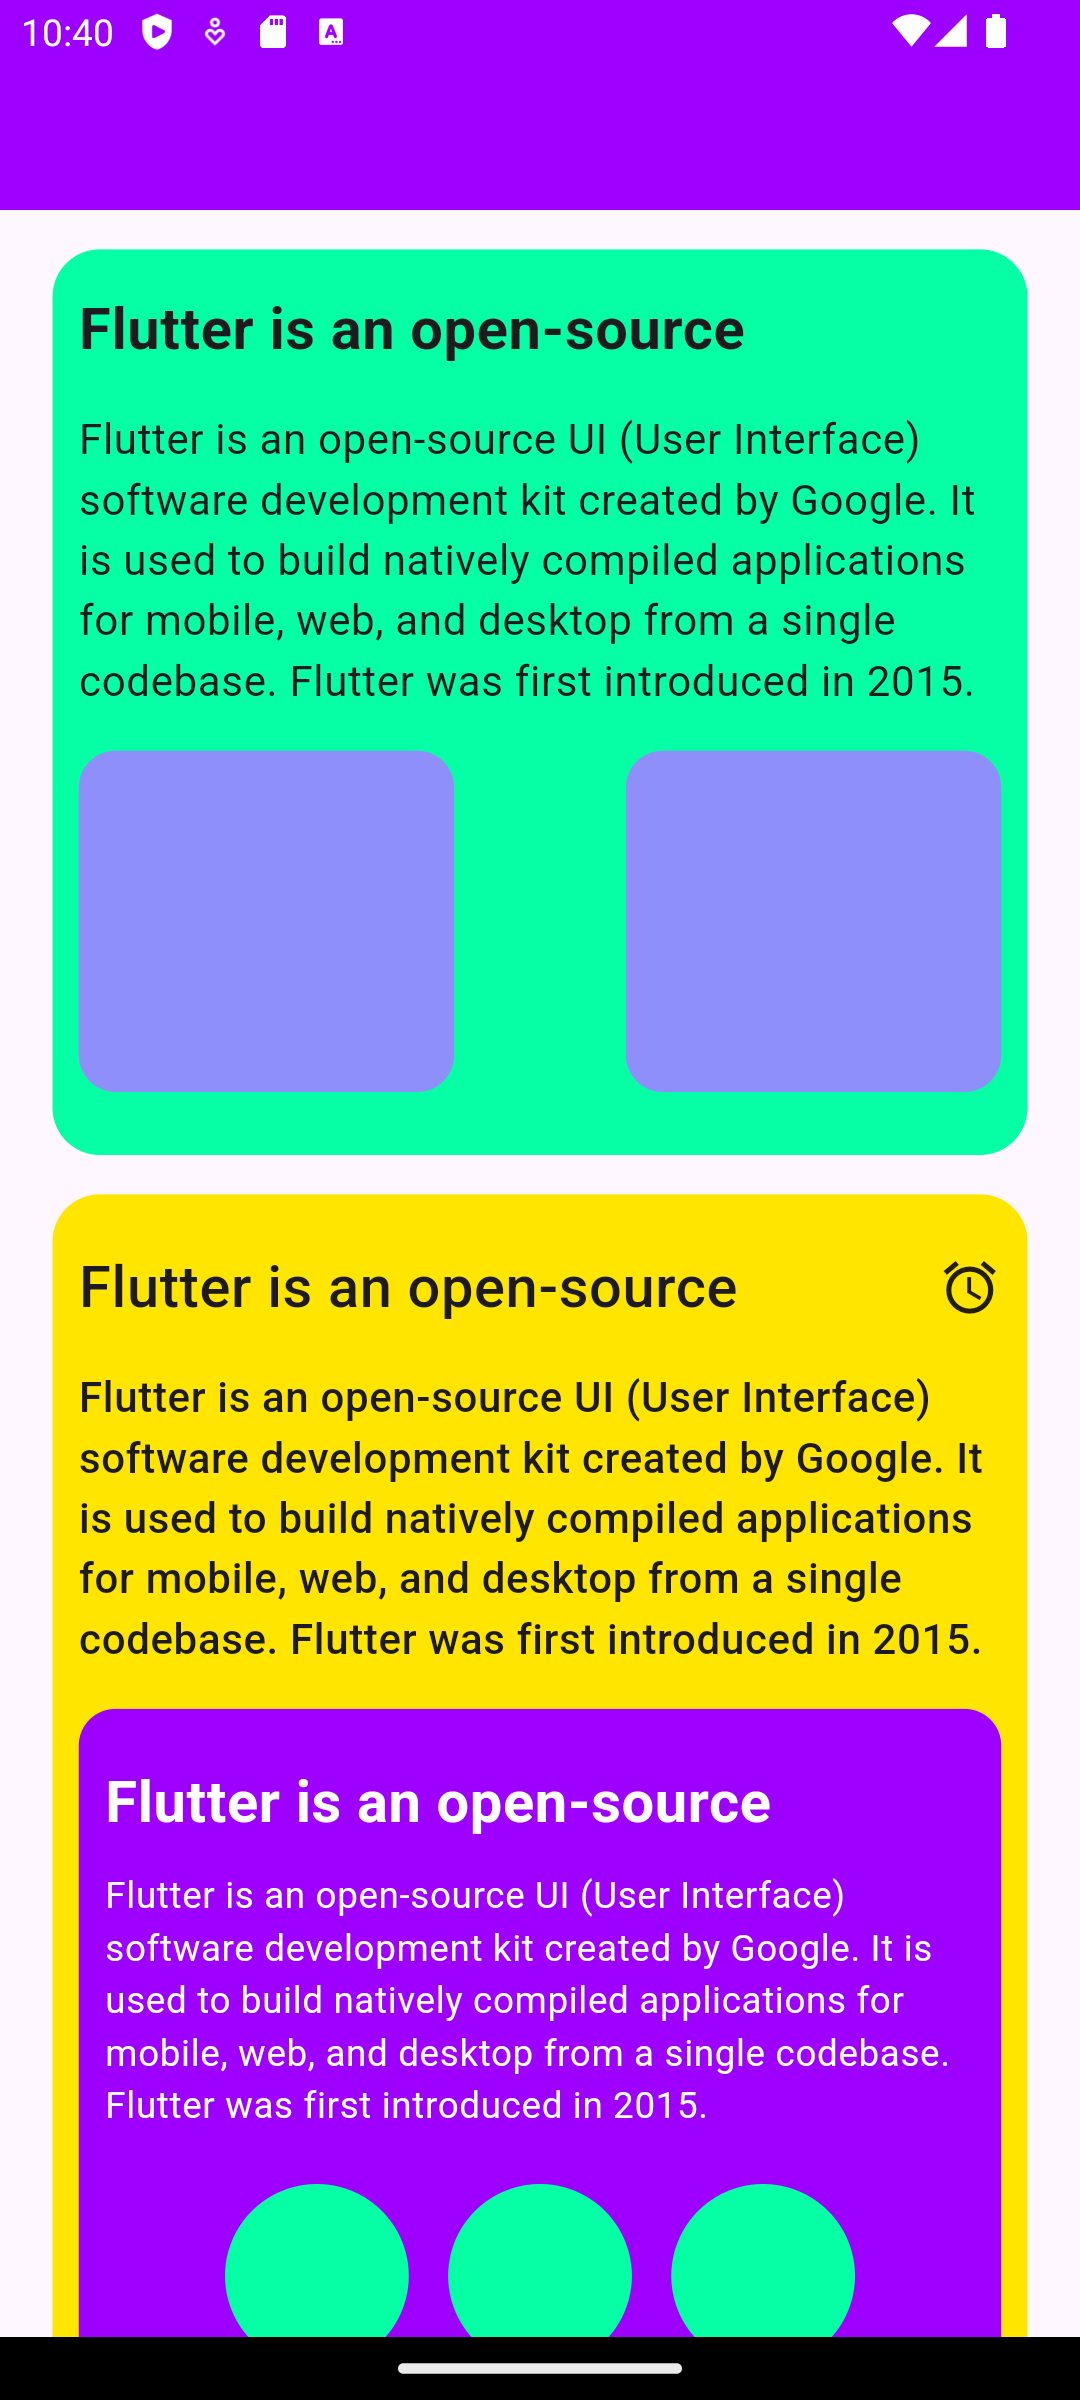 10:40
Flutter is an open-source
Flutter is an open-source UI (User Interface)
software development kit created by Google. It
is used to build natively compiled applications
for mobile, web, and desktop from a single
codebase. Flutter was first introduced in 2015.
Flutter is an open-source
Flutter is an open-source UI (User Interface)
software development kit created by Google. It
is used to build natively compiled applications
for mobile, web, and desktop from a single
codebase. Flutter was first introduced in 2015.
Flutter is an open-source
Flutter is an open-source UI (User Interface)
software development kit created by Google. It is
used to build natively compiled applications for
mobile, web, and desktop from a single codebase.
Flutter was first introduced in 2015.